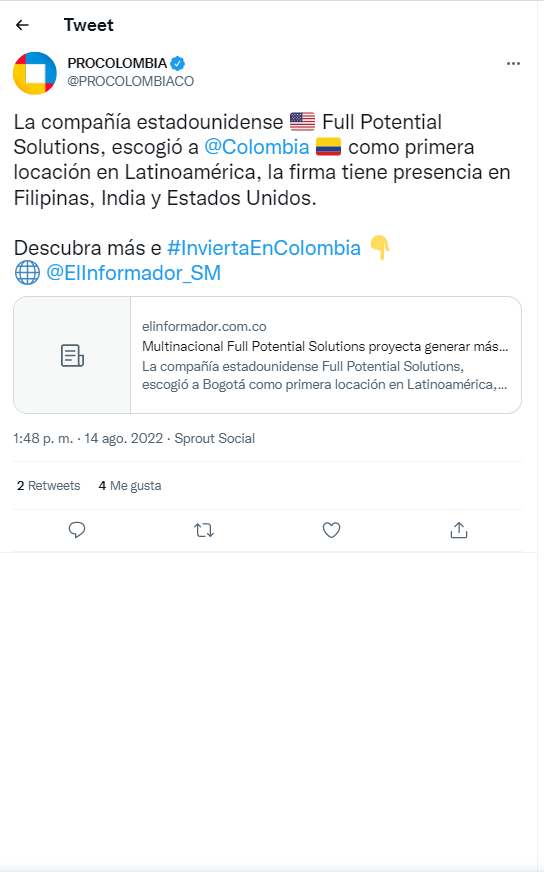 Tweet
PROCOLOMBIA
@PROCOLOMBIACO
La compañía estadounidense 🇺🇸 Full Potential
Solutions, escogió a @Colombia 🇨🇴 como primera
locación en Latinoamérica, la firma tiene presencia en
Filipinas, India y Estados Unidos.
Descubra más e #InviertaEnColombia 👇
🌐 @ElInformador_SM
elinformador.com.co
Multinacional Full Potential Solutions proyecta generar más...
La compañía estadounidense Full Potential Solutions,
escogió a Bogotá como primera locación en Latinoamérica,...
1:48 p. m. · 14 ago. 2022 · Sprout Social
2 Retweets 4 Me gusta